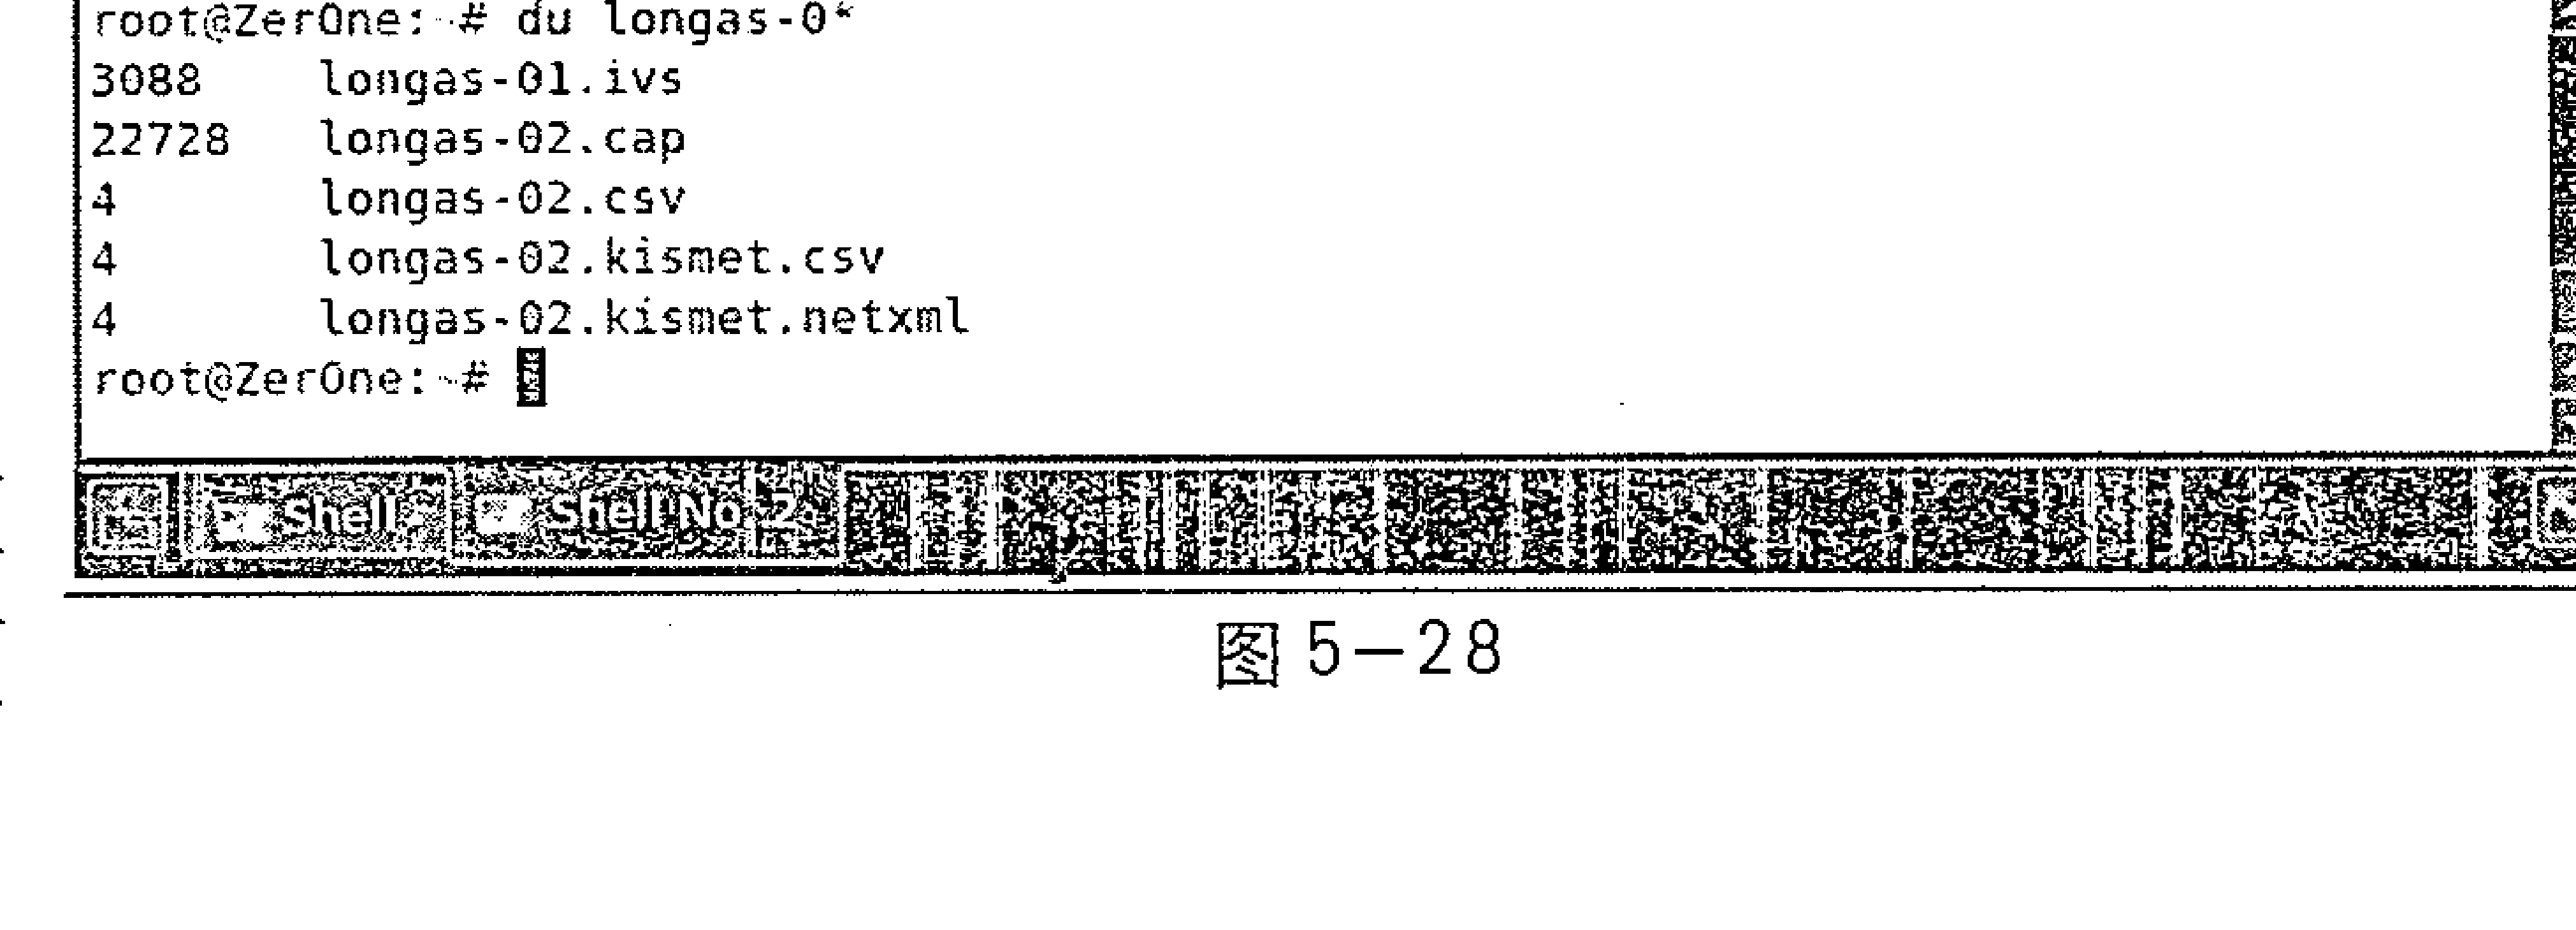 root@ZerOne:~# du longas-0*
3088    longas-01.ivs
22728   longas-02.cap
4       longas-02.csv
4       longas-02.kismet.csv
4       longas-02.kismet.netxml
root@ZerOne:~#
Shell
Shell No. 2
图 5—28